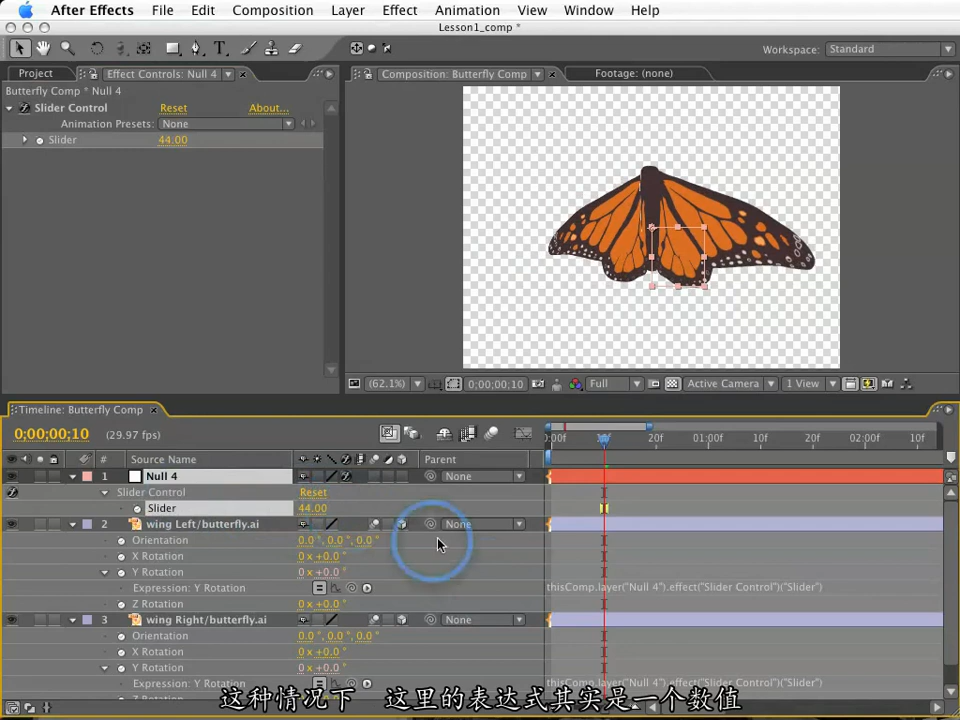 After Effects File Edit Composition Layer Effect Animation View Window Help
Lesson1_comp *
Workspace: Standard
Project Effect Controls: Null 4
Composition: Butterfly Comp Footage: (none)
Butterfly Comp * Null 4
Slider Control Reset About...
Animation Presets: None
Slider 44.00
(62.1%) 0;00;00;10 Full Active Camera 1 View
Timeline: Butterfly Comp
0;00;00;10 (29.97 fps)
0:00f 20f 01:00f 10f 20f 02:00f 10f
# Source Name Parent
1 Null 4 None
Slider Control Reset
Slider 44.00
2 wing Left/butterfly.ai None
Orientation 0.0°, 0.0°, 0.0°
X Rotation 0 x +0.0°
Y Rotation 0 x +0.0°
Expression: Y Rotation thisComp.layer("Null 4").effect("Slider Control")("Slider")
Z Rotation 0 x +0.0°
3 wing Right/butterfly.ai None
Orientation 0.0°, 0.0°, 0.0°
X Rotation 0 x +0.0°
Y Rotation 0 x +0.0°
Expression: Y Rotation thisComp.layer("Null 4").effect("Slider Control")("Slider")
这种情况下 这里的表达式其实是一个数值